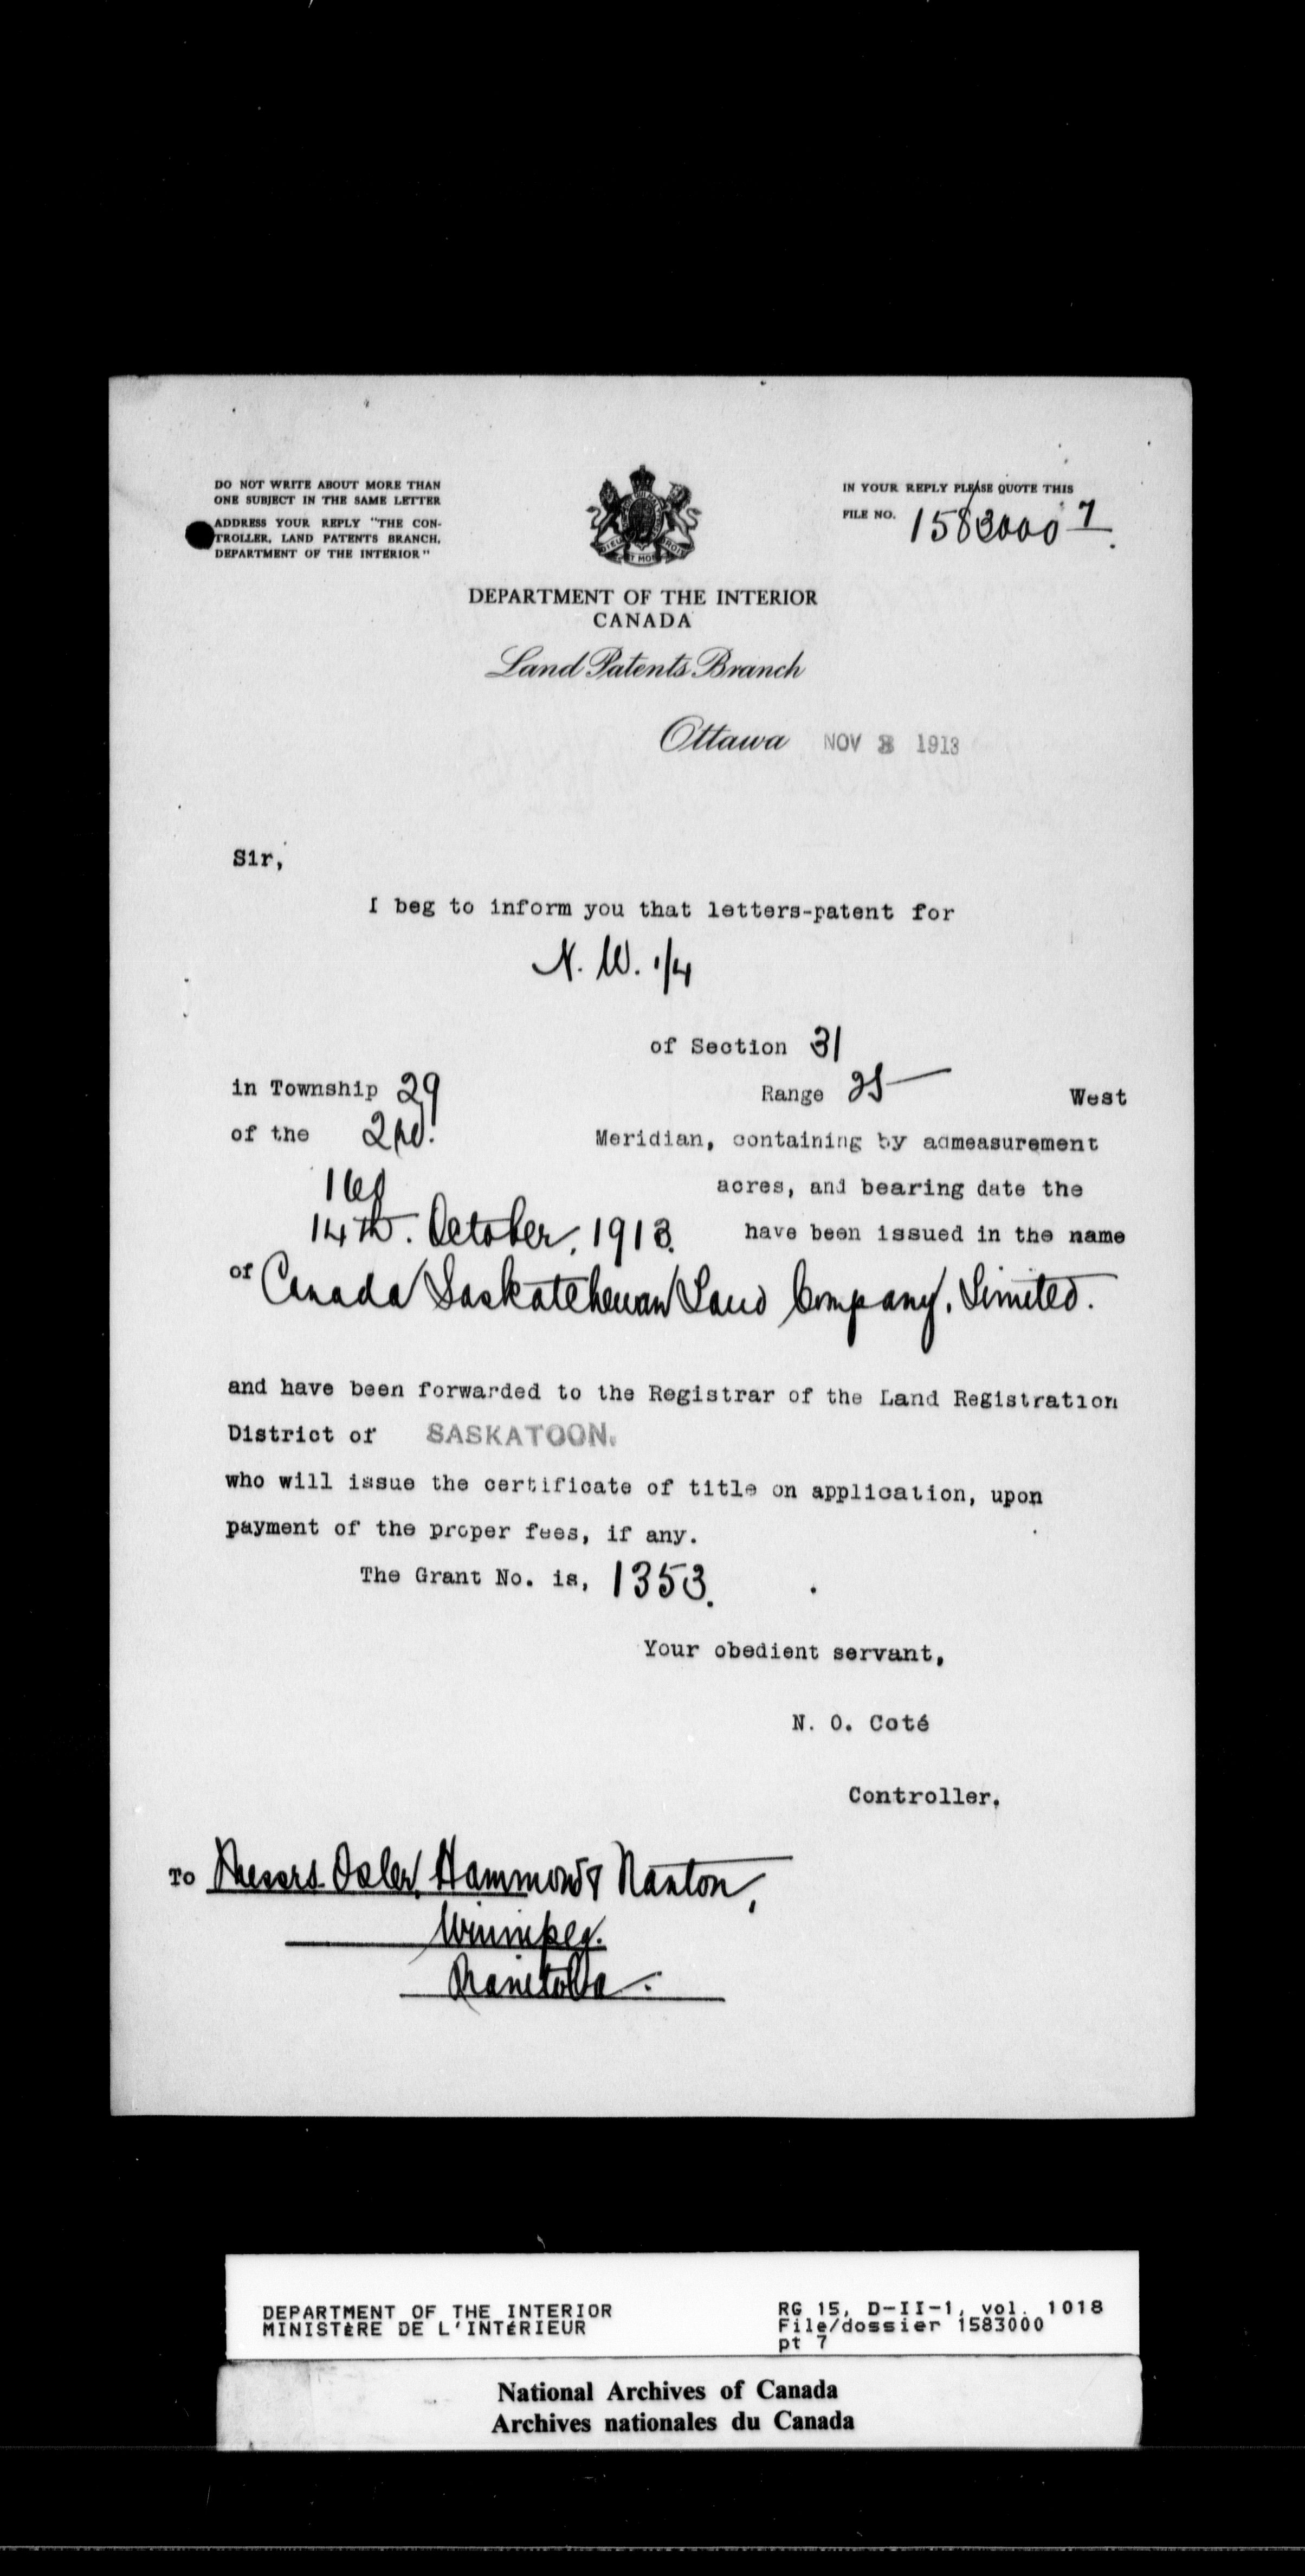 DO NOT WRITE ABOUT MORE THAN
ONE SUBJECT IN THE SAME LETTER
ADDRESS YOUR REPLY "THE CON-
TROLLER, LAND PATENTS BRANCH,
DEPARTMENT OF THE INTERIOR"
IN YOUR REPLY PLEASE QUOTE THIS
FILE NO. 1583000 7.
DEPARTMENT OF THE INTERIOR
CANADA
Land Patents Branch
Ottawa NOV 3 1913
Sir,
I beg to inform you that letters-patent for
N. W. 1/4
of Section 31
in Township 29 Range 25 West
of the 2nd. Meridian, containing by admeasurement
acres, and bearing date the
14th. October, 1913. have been issued in the name
of Canada Saskatchewan Land Company, Limited.
and have been forwarded to the Registrar of the Land Registration
District of SASKATOON.
who will issue the certificate of title on application, upon
payment of the proper fees, if any.
The Grant No. is, 1353.
Your obedient servant,
N. O. Coté
Controller.
To Messrs. Osler, Hammond & Nanton,
Winnipeg.
Manitoba.
DEPARTMENT OF THE INTERIOR
MINISTÈRE DE L'INTÉRIEUR
RG 15, D-II-1, vol. 1018
File/dossier 1583000
pt 7
National Archives of Canada
Archives nationales du Canada